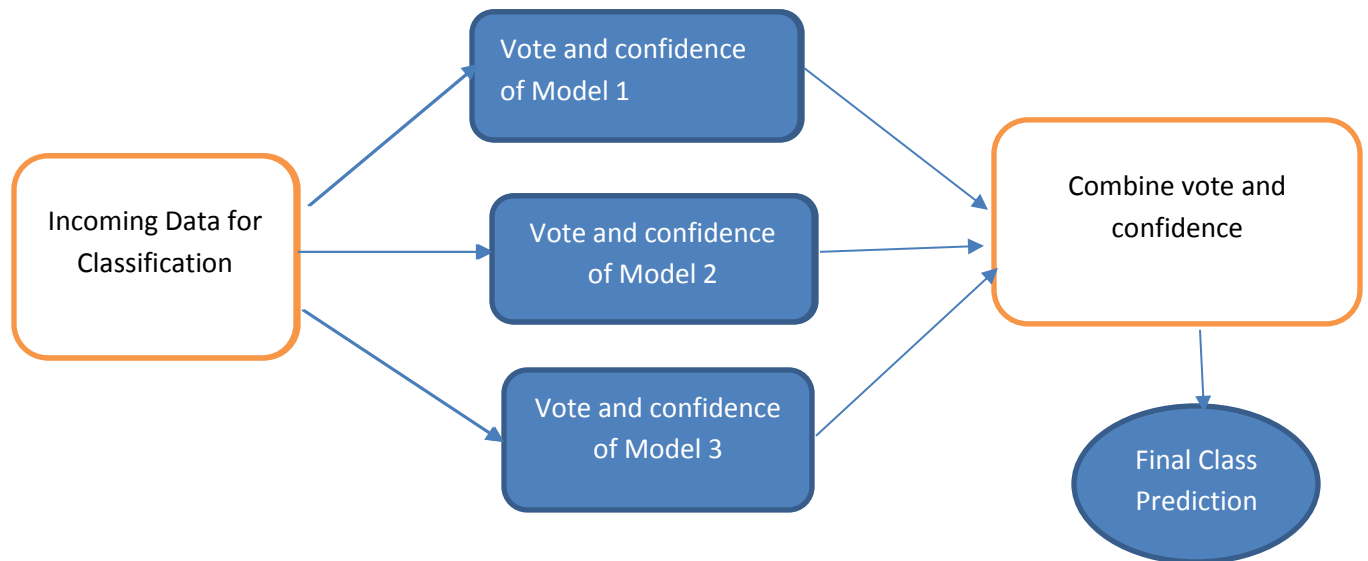 Incoming Data for
Classification
Vote and confidence
of Model 1
Vote and confidence
of Model 2
Vote and confidence
of Model 3
Combine vote and
confidence
Final Class
Prediction